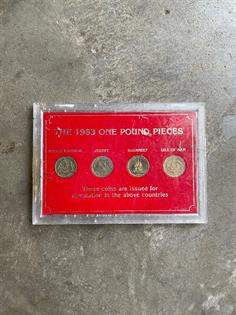 THE 1983 ONE POUND PIECES
UNITED KINGDOM JERSEY GUERNSEY ISLE OF MAN
These coins are issued for
circulation in the above countries